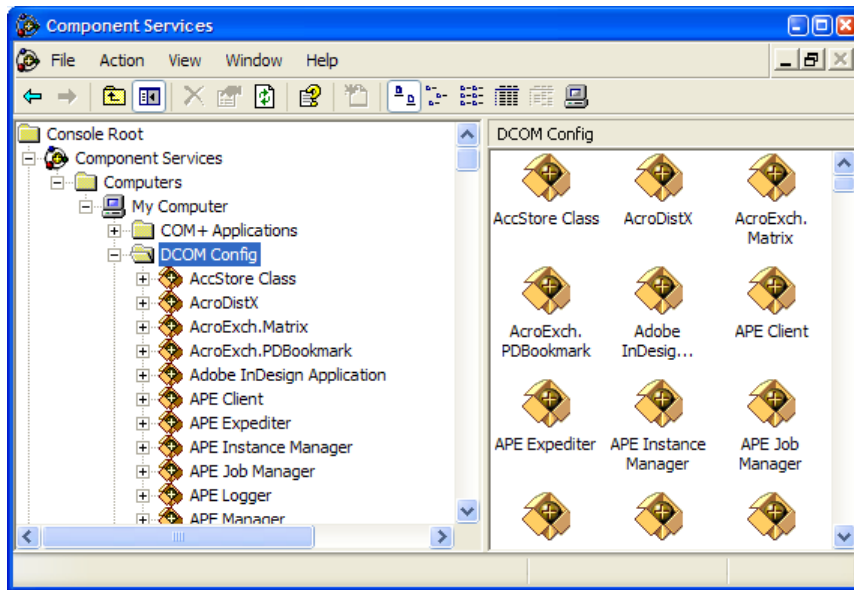 Component Services
File Action View Window Help
Console Root
Component Services
Computers
My Computer
COM+ Applications
DCOM Config
AccStore Class
AcroDistX
AcroExch.Matrix
AcroExch.PDBookmark
Adobe InDesign Application
APE Client
APE Expediter
APE Instance Manager
APE Job Manager
APE Logger
APE Manager
DCOM Config
AccStore Class
AcroDistX
AcroExch.
Matrix
AcroExch.
PDBookmark
Adobe
InDesig...
APE Client
APE Expediter
APE Instance
Manager
APE Job
Manager